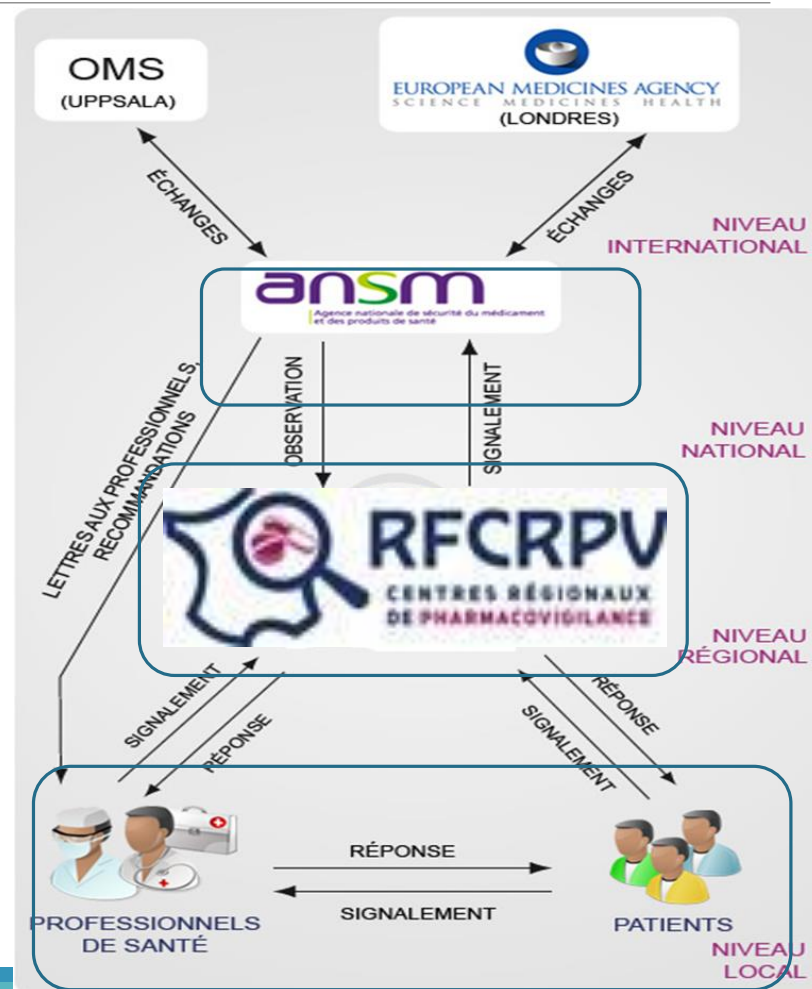 OMS
(UPPSALA)
EUROPEAN MEDICINES AGENCY
SCIENCE MEDICINES HEALTH
(LONDRES)
ÉCHANGES
ÉCHANGES
NIVEAU
INTERNATIONAL
ansm
Agence nationale de sécurité du médicament
et des produits de santé
LETTRES AUX PROFESSIONNELS,
RECOMMANDATIONS
OBSERVATION
SIGNALEMENT
NIVEAU
NATIONAL
RFCRPV
CENTRES RÉGIONAUX
DE PHARMACOVIGILANCE
NIVEAU
RÉGIONAL
SIGNALEMENT
RÉPONSE
SIGNALEMENT
RÉPONSE
RÉPONSE
SIGNALEMENT
PROFESSIONNELS
DE SANTÉ
PATIENTS
NIVEAU
LOCAL